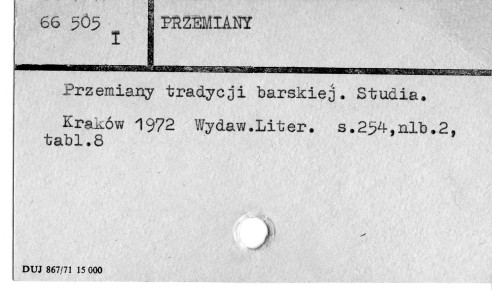 66 505
I
PRZEMIANY
Przemiany tradycji barskiej. Studia.
Kraków 1972 Wydaw.Liter. s.254,nlb.2,
tabl.8
DUJ 867/71 15 000